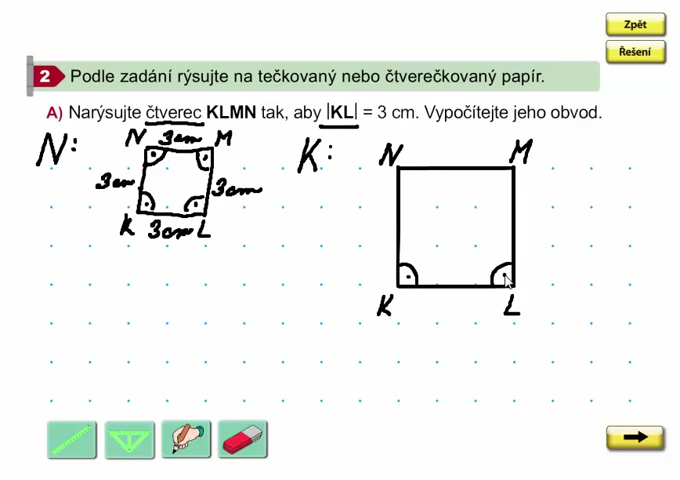 Zpět
Řešení
2 Podle zadání rýsujte na tečkovaný nebo čtverečkovaný papír.
A) Narýsujte čtverec KLMN tak, aby |KL| = 3 cm. Vypočítejte jeho obvod.
N: N 3cm M
3cm 3cm
K 3cm L
K: N M
K L